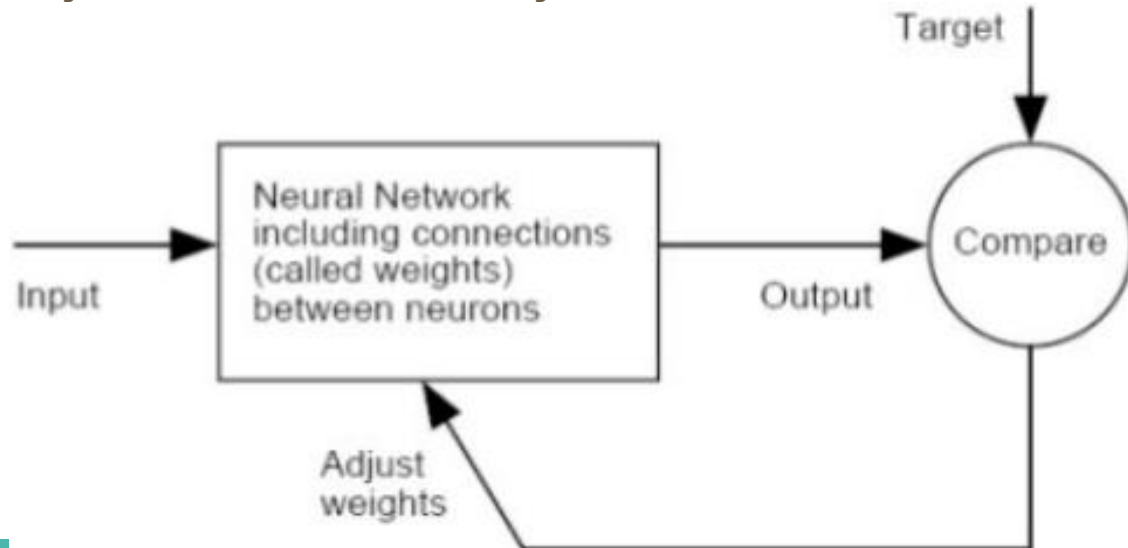 Target
Neural Network
including connections
(called weights)
between neurons
Compare
Input
Output
Adjust
weights